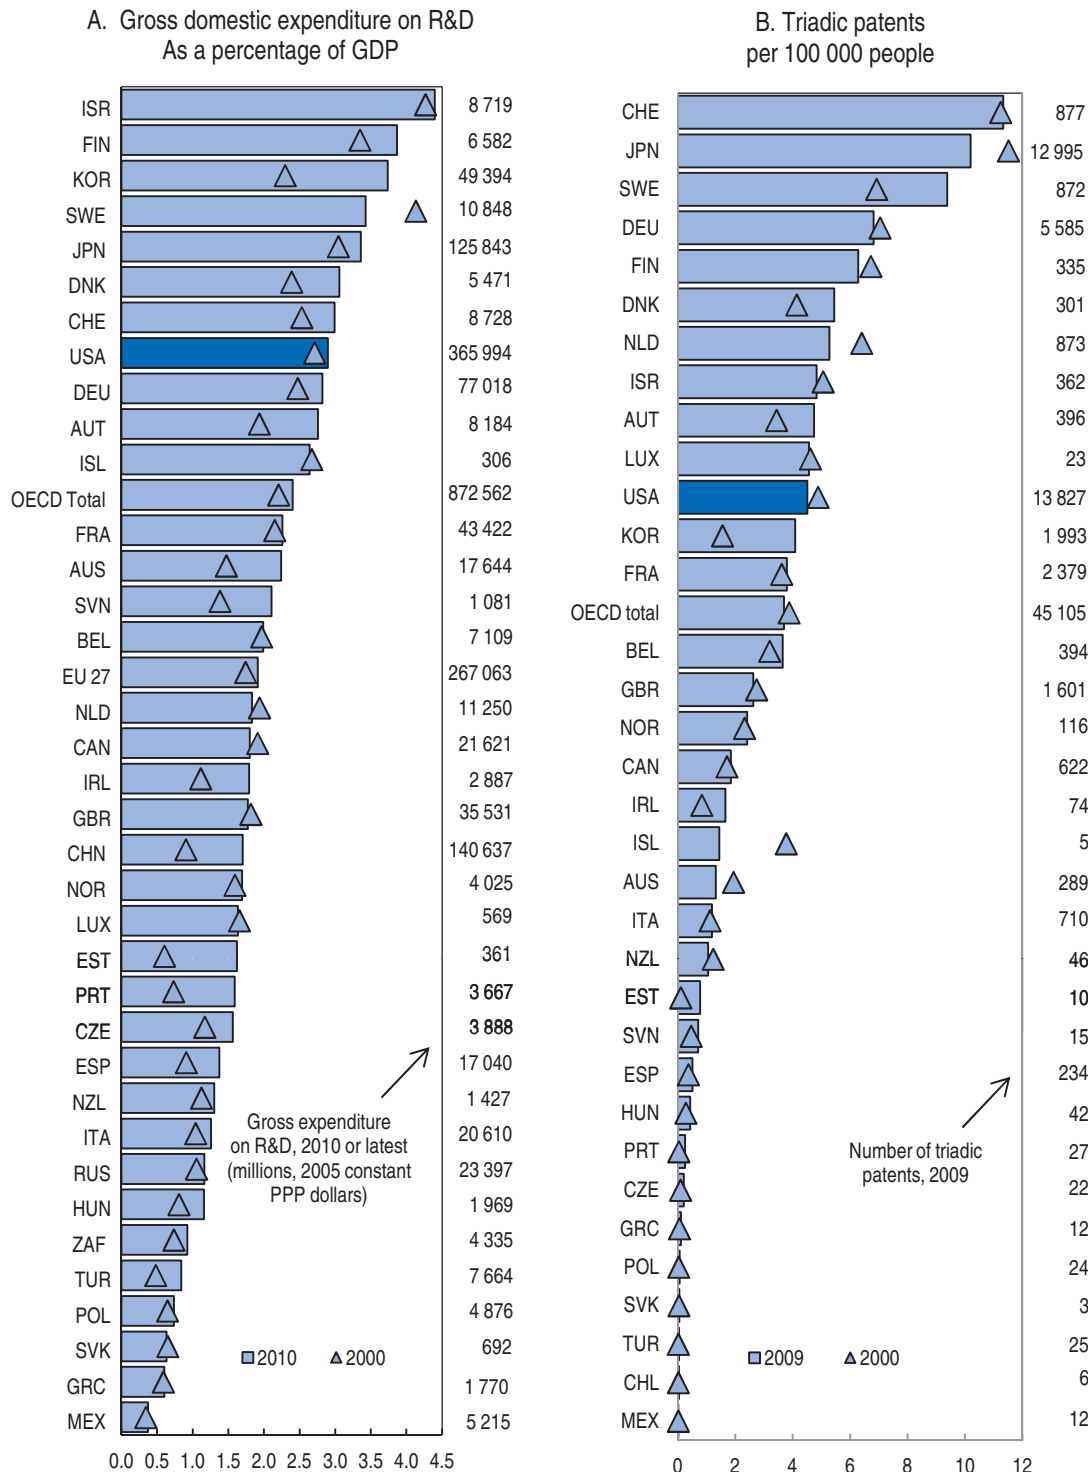 A. Gross domestic expenditure on R&D
As a percentage of GDP
ISR 8 719
FIN 6 582
KOR 49 394
SWE 10 848
JPN 125 843
DNK 5 471
CHE 8 728
USA 365 994
DEU 77 018
AUT 8 184
ISL 306
OECD Total 872 562
FRA 43 422
AUS 17 644
SVN 1 081
BEL 7 109
EU 27 267 063
NLD 11 250
CAN 21 621
IRL 2 887
GBR 35 531
CHN 140 637
NOR 4 025
LUX 569
EST 361
PRT 3 667
CZE 3 888
ESP 17 040
NZL 1 427
ITA 20 610
RUS 23 397
HUN 1 969
ZAF 4 335
TUR 7 664
POL 4 876
SVK 692
GRC 1 770
MEX 5 215
Gross expenditure
on R&D, 2010 or latest
(millions, 2005 constant
PPP dollars)
2010 2000
0.0 0.5 1.0 1.5 2.0 2.5 3.0 3.5 4.0 4.5
B. Triadic patents
per 100 000 people
CHE 877
JPN 12 995
SWE 872
DEU 5 585
FIN 335
DNK 301
NLD 873
ISR 362
AUT 396
LUX 23
USA 13 827
KOR 1 993
FRA 2 379
OECD total 45 105
BEL 394
GBR 1 601
NOR 116
CAN 622
IRL 74
ISL 5
AUS 289
ITA 710
NZL 46
EST 10
SVN 15
ESP 234
HUN 42
PRT 27
CZE 22
GRC 12
POL 24
SVK 3
TUR 25
CHL 6
MEX 12
Number of triadic
patents, 2009
2009 2000
0 2 4 6 8 10 12